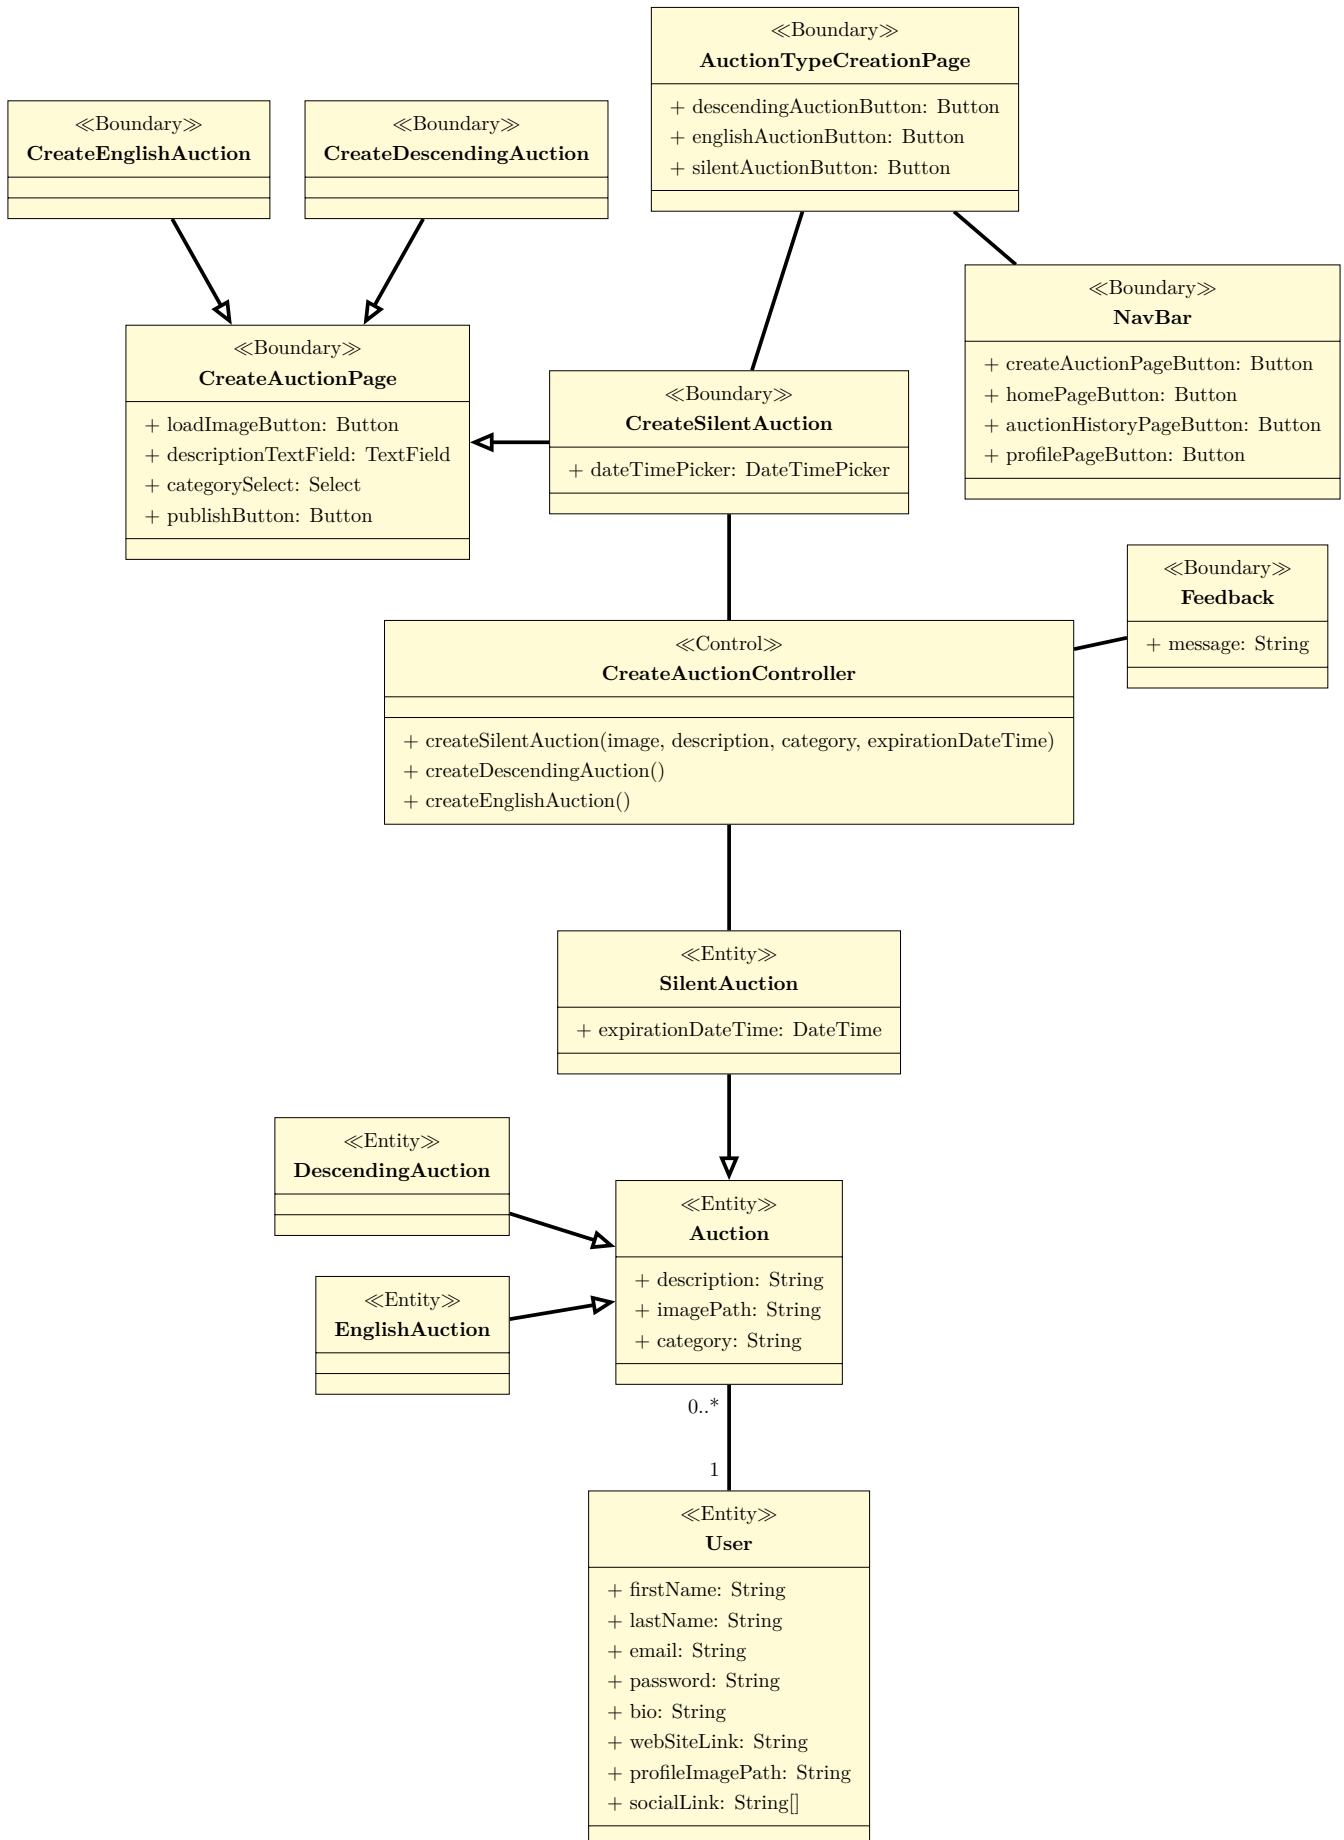 ≪Boundary≫
AuctionTypeCreationPage
+ descendingAuctionButton: Button
+ englishAuctionButton: Button
+ silentAuctionButton: Button
≪Boundary≫
CreateEnglishAuction
≪Boundary≫
CreateDescendingAuction
≪Boundary≫
NavBar
+ createAuctionPageButton: Button
+ homePageButton: Button
+ auctionHistoryPageButton: Button
+ profilePageButton: Button
≪Boundary≫
CreateAuctionPage
+ loadImageButton: Button
+ descriptionTextField: TextField
+ categorySelect: Select
+ publishButton: Button
≪Boundary≫
CreateSilentAuction
+ dateTimePicker: DateTimePicker
≪Boundary≫
Feedback
+ message: String
≪Control≫
CreateAuctionController
+ createSilentAuction(image, description, category, expirationDateTime)
+ createDescendingAuction()
+ createEnglishAuction()
≪Entity≫
SilentAuction
+ expirationDateTime: DateTime
≪Entity≫
DescendingAuction
≪Entity≫
Auction
+ description: String
+ imagePath: String
+ category: String
≪Entity≫
EnglishAuction
0..*
1
≪Entity≫
User
+ firstName: String
+ lastName: String
+ email: String
+ password: String
+ bio: String
+ webSiteLink: String
+ profileImagePath: String
+ socialLink: String[]